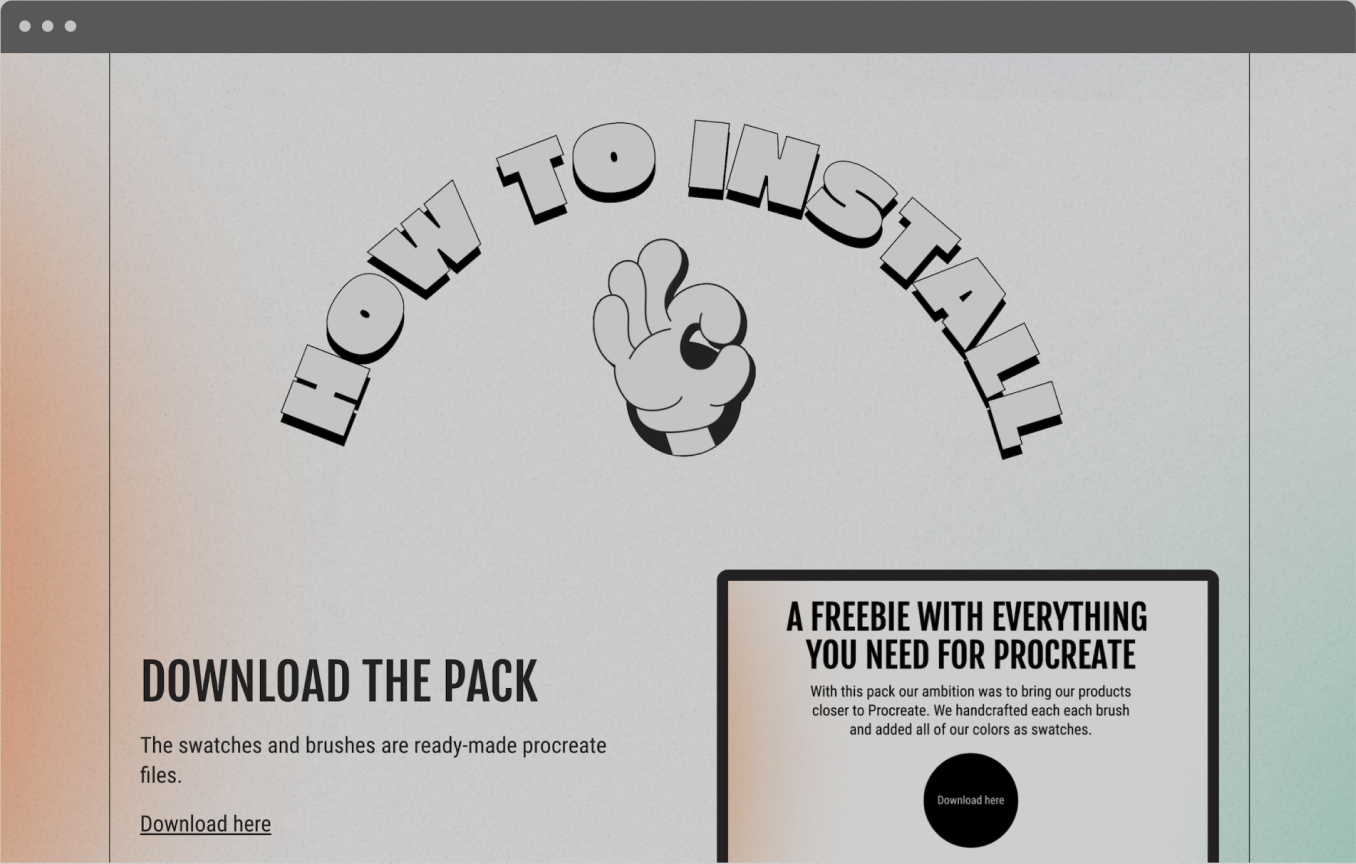 HOW TO INSTALL
DOWNLOAD THE PACK
The swatches and brushes are ready-made procreate
files.
Download here
A FREEBIE WITH EVERYTHING
YOU NEED FOR PROCREATE
With this pack our ambition was to bring our products
closer to Procreate. We handcrafted each each brush
and added all of our colors as swatches.
Download here